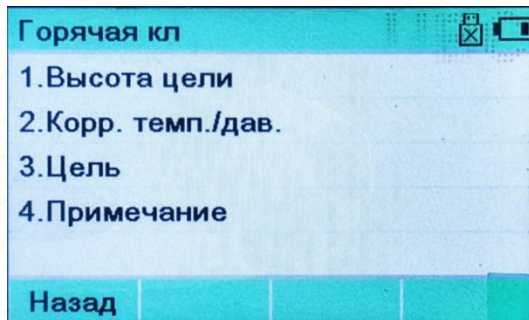 Горячая кл
1.Высота цели
2.Корр. темп./дав.
3.Цель
4.Примечание
Назад